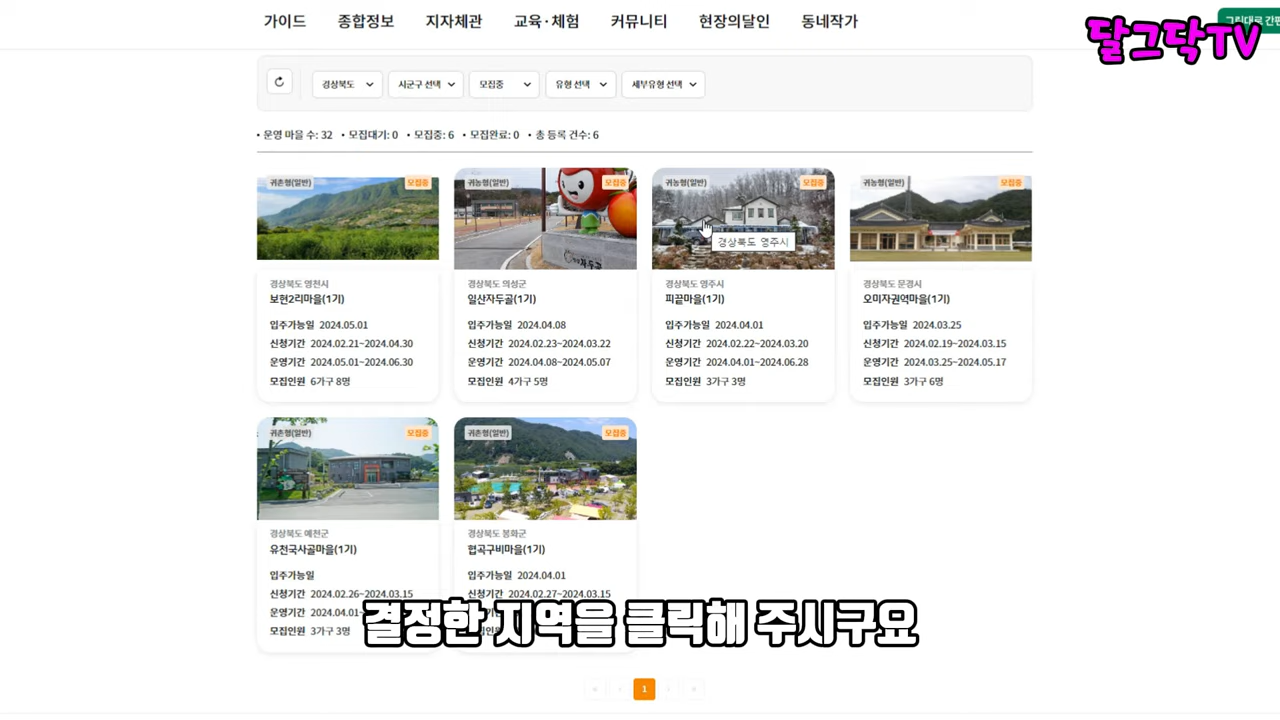 가이드 종합정보 지자체관 교육·체험 커뮤니티 현장의달인 동네작가
그린대로 간편
달그닥TV
경상북도 시군구 선택 모집중 유형 선택 세부유형 선택
• 운영 마을 수: 32 • 모집대기: 0 • 모집중: 6 • 모집완료: 0 • 총 등록 건수: 6
귀촌형(일반) 모집중
경상북도 영천시
보현2리마을(1기)
입주가능일 2024.05.01
신청기간 2024.02.21~2024.04.30
운영기간 2024.05.01~2024.06.30
모집인원 6가구 8명
귀농형(일반) 모집중
자두골
경상북도 의성군
일산자두골(1기)
입주가능일 2024.04.08
신청기간 2024.02.23~2024.03.22
운영기간 2024.04.08~2024.05.07
모집인원 4가구 5명
귀농형(일반) 모집중
경상북도 영주시
경상북도 영주시
피끝마을(1기)
입주가능일 2024.04.01
신청기간 2024.02.22~2024.03.20
운영기간 2024.04.01~2024.06.28
모집인원 3가구 3명
귀농형(일반) 모집중
경상북도 문경시
오미자권역마을(1기)
입주가능일 2024.03.25
신청기간 2024.02.19~2024.03.15
운영기간 2024.03.25~2024.05.17
모집인원 3가구 6명
귀촌형(일반) 모집중
경상북도 예천군
유천국사골마을(1기)
입주가능일
신청기간 2024.02.26~2024.03.15
운영기간 2024.04.01~
모집인원 3가구 3명
귀촌형(일반) 모집중
경상북도 봉화군
협곡구비마을(1기)
입주가능일 2024.04.01
신청기간 2024.02.27~2024.03.15
결정한 지역을 클릭해 주시구요
1